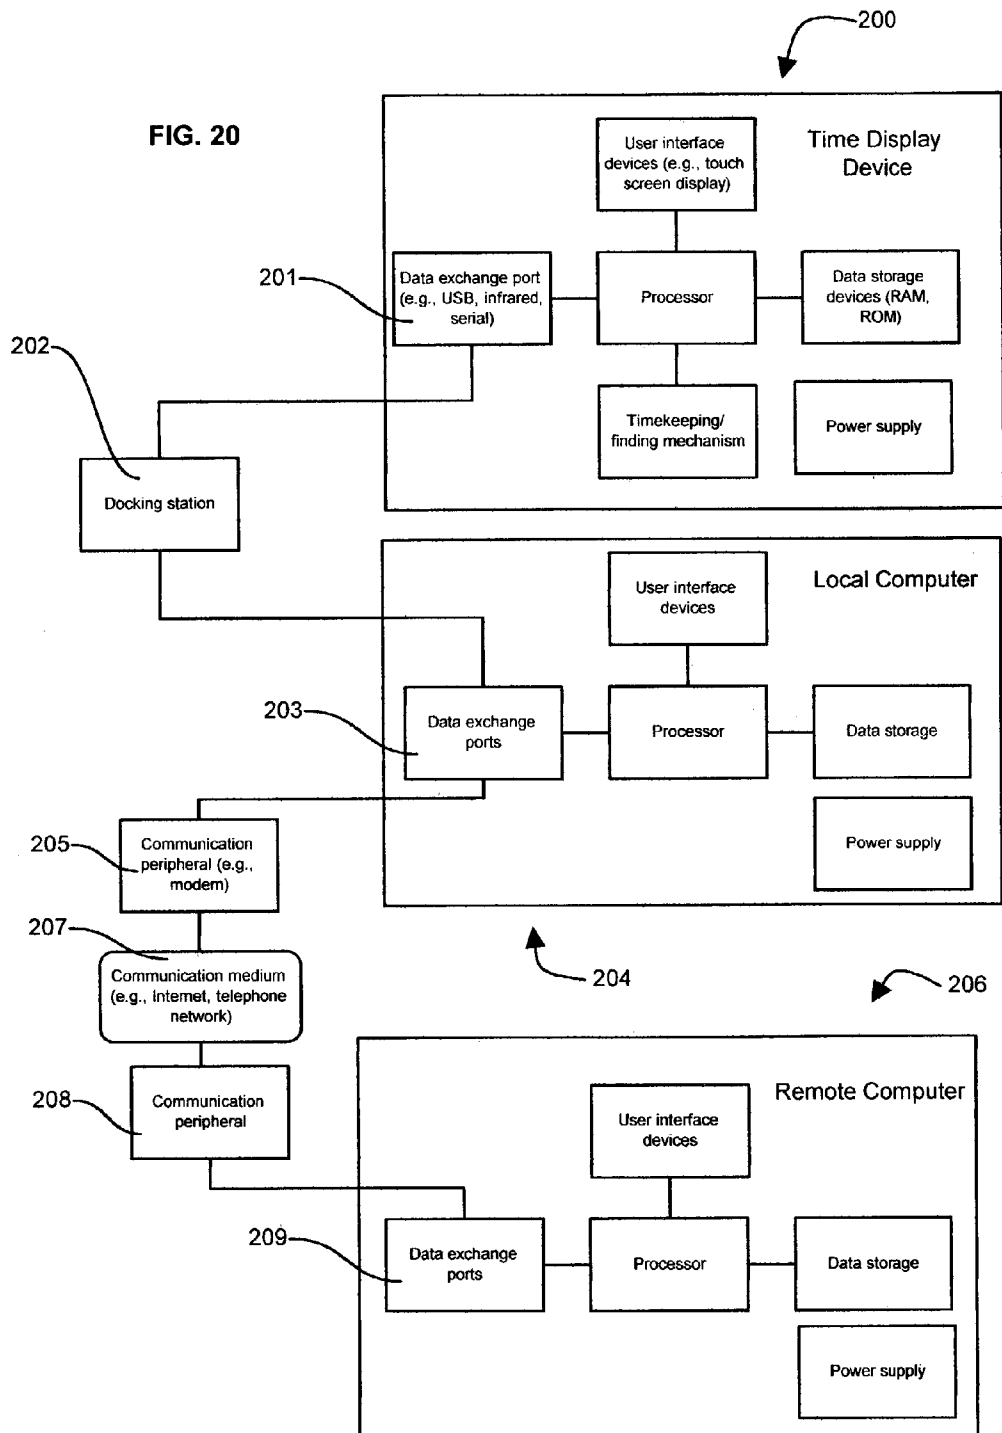 200
FIG. 20
Time Display
Device
User interface
devices (e.g., touch
screen display)
201
Data exchange port
(e.g., USB, infrared,
serial)
Processor
Data storage
devices (RAM,
ROM)
202
Timekeeping/
finding mechanism
Power supply
Docking station
Local Computer
User interface
devices
203
Data exchange
ports
Processor
Data storage
205
Communication
peripheral (e.g.,
modem)
Power supply
207
Communication medium
(e.g., Internet, telephone
network)
204
206
208
Communication
peripheral
Remote Computer
User interface
devices
209
Data exchange
ports
Processor
Data storage
Power supply